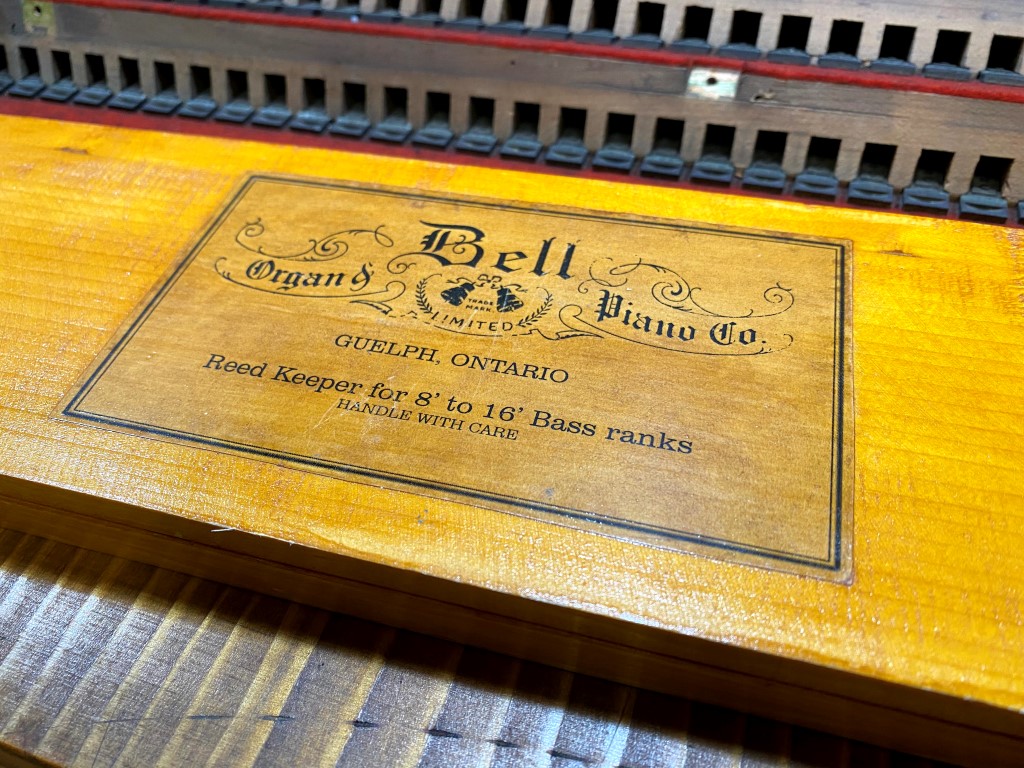 Bell
Organ & Piano Co.
TRADE
MARK
LIMITED
GUELPH, ONTARIO
Reed Keeper for 8' to 16' Bass ranks
HANDLE WITH CARE